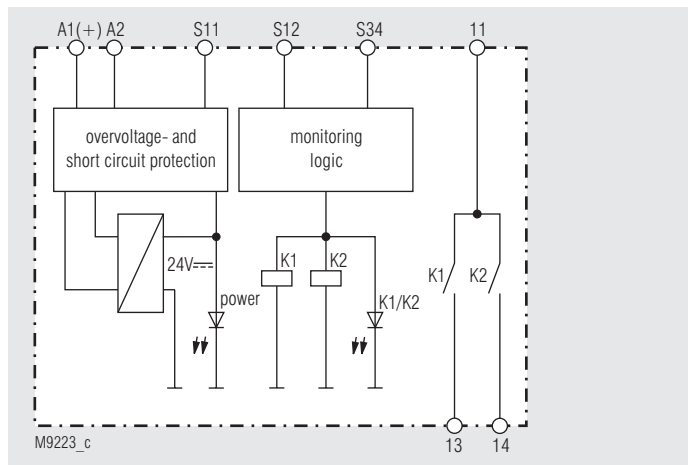 A1(+) A2 S11 S12 S34 11
overvoltage- and
short circuit protection
monitoring
logic
24V
K1 K2
power
K1/K2
K1 K2
M9223_c
13 14